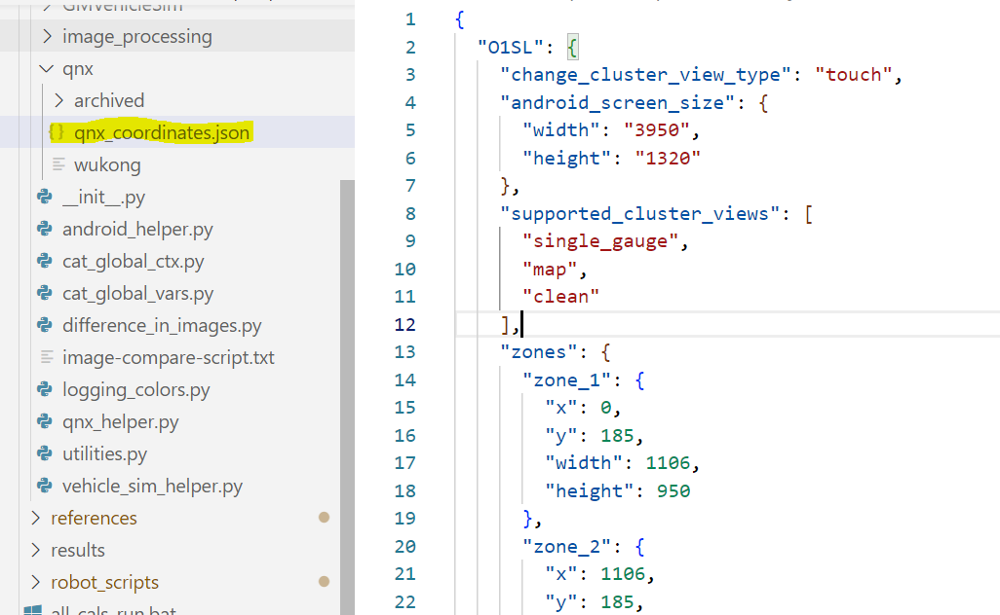 GMVehicleSim
image_processing
qnx
archived
{} qnx_coordinates.json
wukong
__init__.py
android_helper.py
cat_global_ctx.py
cat_global_vars.py
difference_in_images.py
image-compare-script.txt
logging_colors.py
qnx_helper.py
utilities.py
vehicle_sim_helper.py
references
results
robot_scripts
all_cals_run.bat
1 {
2 "O1SL": {
3 "change_cluster_view_type": "touch",
4 "android_screen_size": {
5 "width": "3950",
6 "height": "1320"
7 },
8 "supported_cluster_views": [
9 "single_gauge",
10 "map",
11 "clean"
12 ],
13 "zones": {
14 "zone_1": {
15 "x": 0,
16 "y": 185,
17 "width": 1106,
18 "height": 950
19 },
20 "zone_2": {
21 "x": 1106,
22 "y": 185,